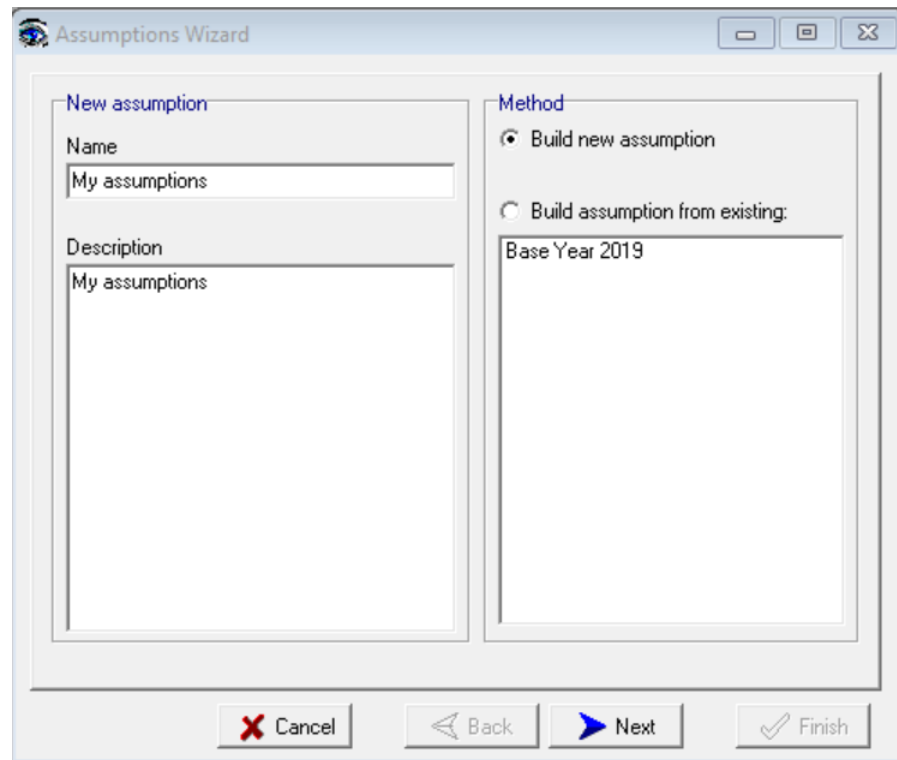 Assumptions Wizard
New assumption
Name
My assumptions
Description
My assumptions
Method
Build new assumption
Build assumption from existing:
Base Year 2019
Cancel
Back
Next
Finish